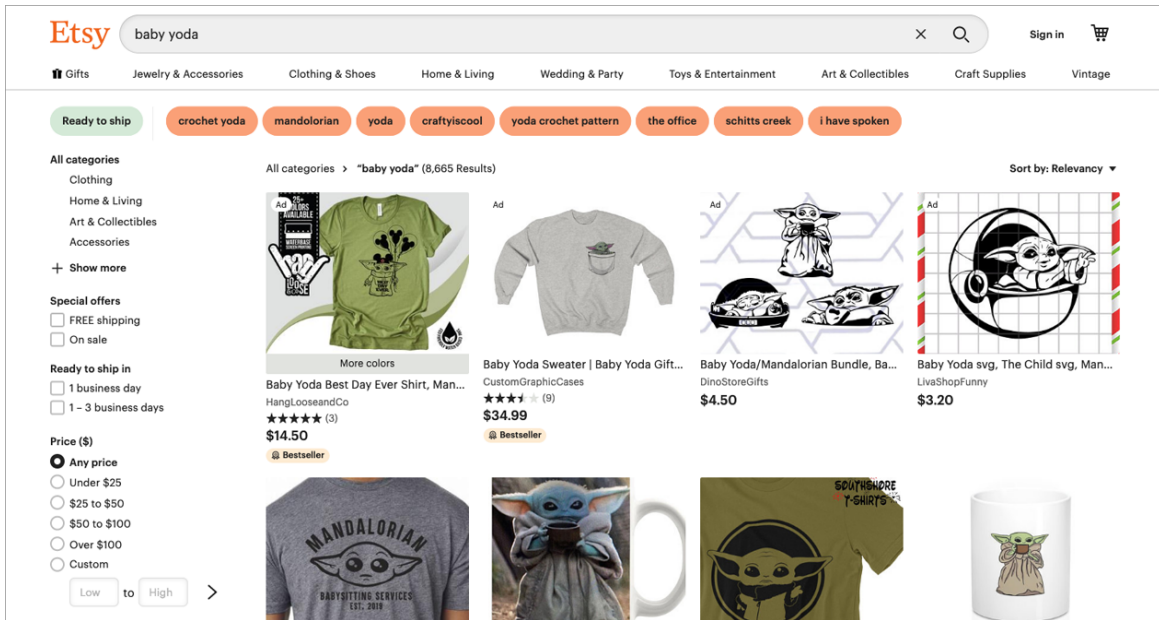 Etsy
baby yoda
Sign in
Gifts
Jewelry & Accessories
Clothing & Shoes
Home & Living
Wedding & Party
Toys & Entertainment
Art & Collectibles
Craft Supplies
Vintage
Ready to ship
crochet yoda
mandolorian
yoda
craftyiscool
yoda crochet pattern
the office
schitts creek
i have spoken
All categories
Clothing
Home & Living
Art & Collectibles
Accessories
+ Show more
Special offers
FREE shipping
On sale
Ready to ship in
1 business day
1 – 3 business days
Price ($)
Any price
Under $25
$25 to $50
$50 to $100
Over $100
Custom
Low to High
All categories > "baby yoda" (8,665 Results)
Sort by: Relevancy
Ad
25+
COLORS
AVAILABLE
WATERBASE
SCREEN PRINTING
More colors
Baby Yoda Best Day Ever Shirt, Man...
HangLooseandCo
(3)
$14.50
Bestseller
Ad
Baby Yoda Sweater | Baby Yoda Gift...
CustomGraphicCases
(9)
$34.99
Bestseller
Ad
Baby Yoda/Mandalorian Bundle, Ba...
DinoStoreGifts
$4.50
Ad
Baby Yoda svg, The Child svg, Man...
LivaShopFunny
$3.20
MANDALORIAN
BABYSITTING SERVICES
EST. 2019
SOUTHSHORE
T-SHIRTS